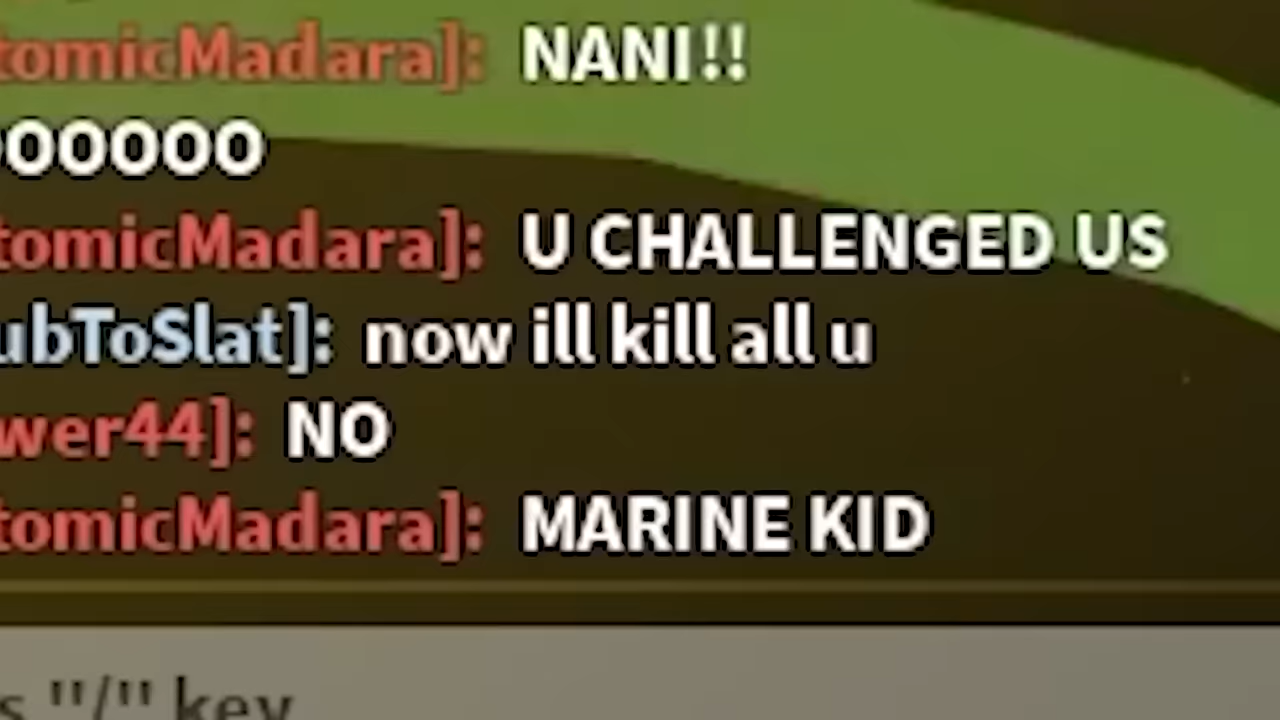 tomicMadara]: NANI!!
OOOOOO
tomicMadara]: U CHALLENGED US
ubToSlat]: now ill kill all u
wer44]: NO
tomicMadara]: MARINE KID
s "/" key